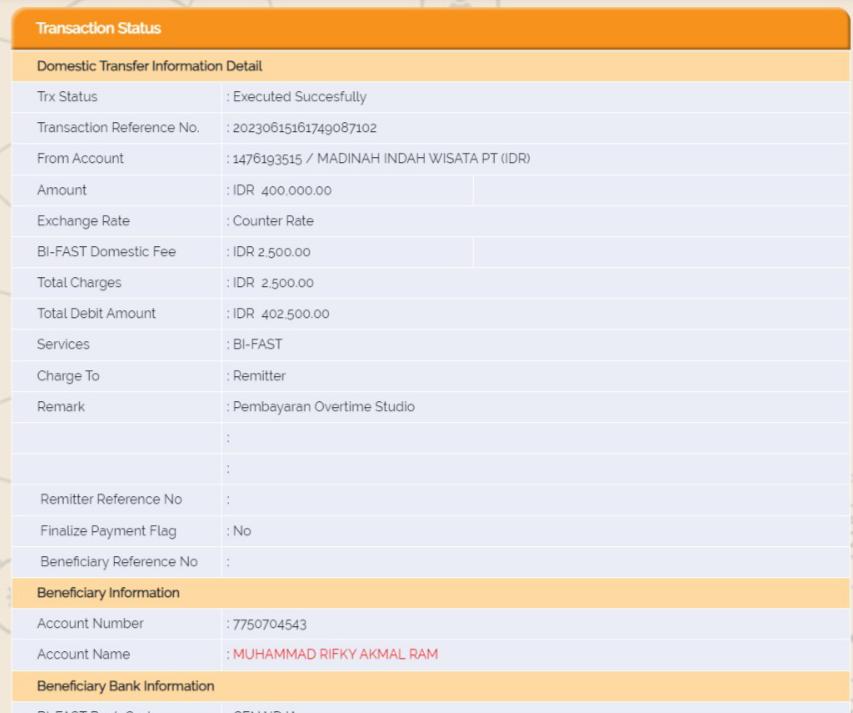 Transaction Status
Domestic Transfer Information Detail
Trx Status : Executed Succesfully
Transaction Reference No. : 20230615161749087102
From Account : 1476193515 / MADINAH INDAH WISATA PT (IDR)
Amount : IDR 400,000.00
Exchange Rate : Counter Rate
BI-FAST Domestic Fee : IDR 2,500.00
Total Charges : IDR 2,500.00
Total Debit Amount : IDR 402,500.00
Services : BI-FAST
Charge To : Remitter
Remark : Pembayaran Overtime Studio
:
:
Remitter Reference No :
Finalize Payment Flag : No
Beneficiary Reference No :
Beneficiary Information
Account Number : 7750704543
Account Name : MUHAMMAD RIFKY AKMAL RAM
Beneficiary Bank Information